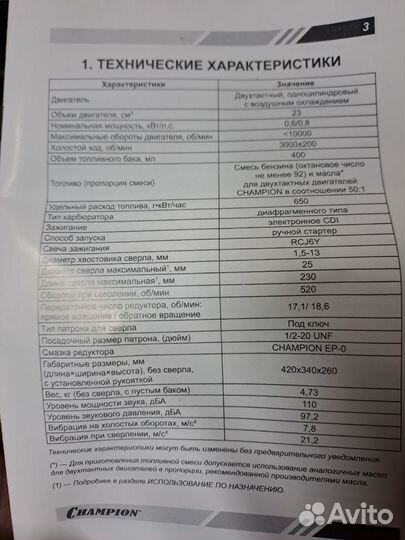 3
1. ТЕХНИЧЕСКИЕ ХАРАКТЕРИСТИКИ
Характеристики Значение
Двигатель Двухтактный, одноцилиндровый с воздушным охлаждением
Объем двигателя, см³ 23
Номинальная мощность, кВт/л.с. 0.6/0,8
Максимальные обороты двигателя, об/мин <10000
Холостой ход, об/мин 3000±200
Объем топливного бака, мл 400
Топливо (пропорция смеси) Смесь бензина (октановое число не менее 92) и масла* для двухтактных двигателей CHAMPION в соотношении 50:1
Удельный расход топлива, г•кВт/час 650
Тип карбюратора диафрагменного типа
Зажигание электронное CDI
Способ запуска ручной стартер
Свеча зажигания RCJ6Y
Диаметр хвостовика сверла, мм 1,5-13
Диаметр сверла максимальный¹, мм 25
Длина сверла максимальная¹, мм 230
Обороты при сверлении, об/мин 520
Передаточное число редуктора, об/мин: прямое вращение / обратное вращение 17,1/ 18,6
Тип патрона для сверла Под ключ
Посадочный размер патрона, (дюйм) 1/2-20 UNF
Смазка редуктора CHAMPION EP-0
Габаритные размеры, мм (длина×ширина×высота), без сверла, с установленной рукояткой 420x340x260
Вес, кг (без сверла, с пустым баком) 4,73
Уровень мощности звука, дБА 110
Уровень звукового давления, дБА 97,2
Вибрация на холостых оборотах, м/с² 7,8
Вибрация при сверлении, м/с² 21,2
Технические характеристики могут быть изменены без предварительного уведомления.
(*) — Для приготовления топливной смеси допускается использование аналогичных масел
для двухтактных двигателей в пропорции, рекомендованной производителями масла.
(1) — Подробнее в разделе ИСПОЛЬЗОВАНИЕ ПО НАЗНАЧЕНИЮ.
CHAMPION
Avito